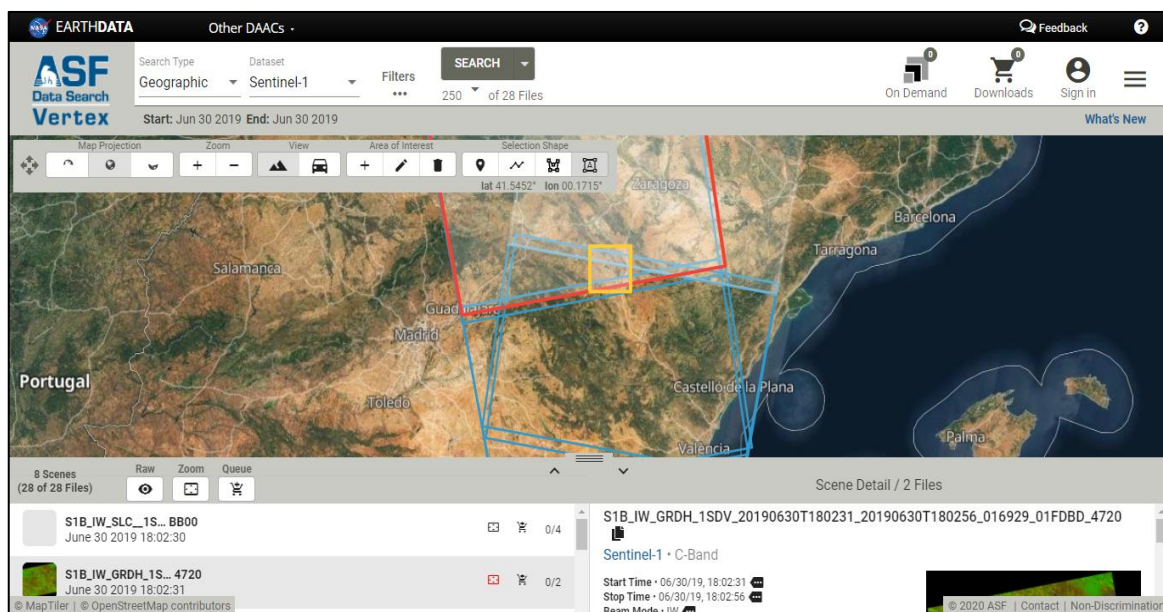 EARTHDATA
Other DAACs
Feedback
?
ASF
Data Search
Vertex
Search Type
Geographic
Dataset
Sentinel-1
Filters
SEARCH
250 of 28 Files
0
On Demand
0
Downloads
Sign in
Start: Jun 30 2019 End: Jun 30 2019
What's New
Map Projection
Zoom
View
Area of Interest
Selection Shape
lat 41.5452° lon 00.1715°
Zaragoza
Barcelona
Tarragona
Salamanca
Guadalajara
Madrid
Portugal
Toledo
Castelló de la Plana
València
Palma
8 Scenes
(28 of 28 Files)
Raw
Zoom
Queue
Scene Detail / 2 Files
S1B_IW_SLC__1S... BB00
June 30 2019 18:02:30
0/4
S1B_IW_GRDH_1S... 4720
June 30 2019 18:02:31
0/2
S1B_IW_GRDH_1SDV_20190630T180231_20190630T180256_016929_01FDBD_4720
Sentinel-1 • C-Band
Start Time • 06/30/19, 18:02:31
Stop Time • 06/30/19, 18:02:56
Beam Mode • IW
© MapTiler | © OpenStreetMap contributors
© 2020 ASF | Contact | Non-Discrimination